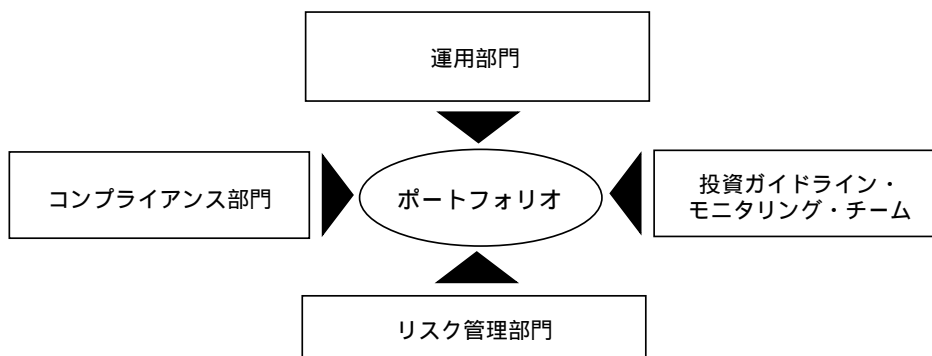 運用部門
コンプライアンス部門
ポートフォリオ
投資ガイドライン・
モニタリング・チーム
リスク管理部門